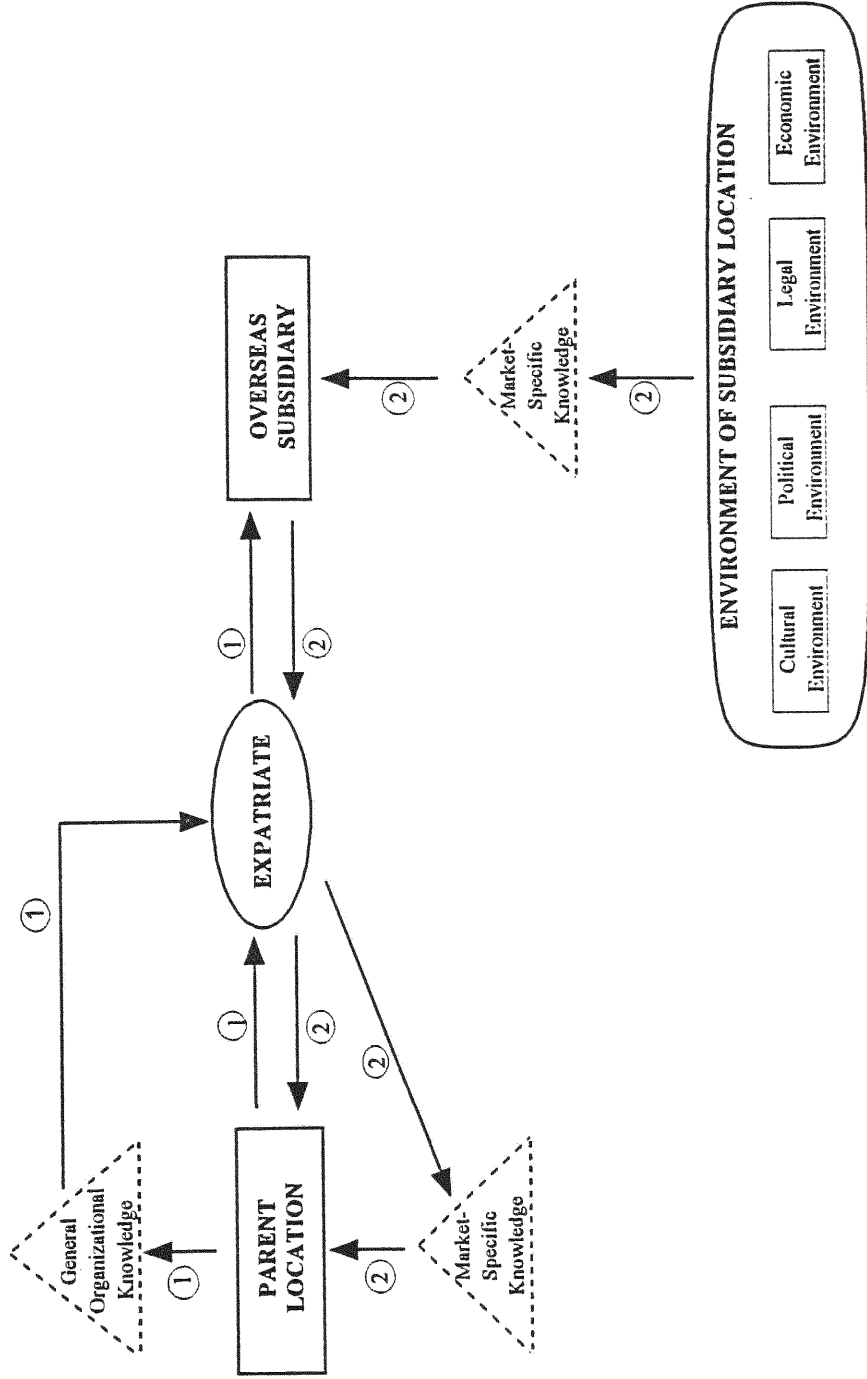 General
Organizational
Knowledge
1
1
PARENT
LOCATION
1
2
EXPATRIATE
1
2
OVERSEAS
SUBSIDIARY
2
2
Market-
Specific
Knowledge
2
Market-
Specific
Knowledge
2
ENVIRONMENT OF SUBSIDIARY LOCATION
Cultural
Environment
Political
Environment
Legal
Environment
Economic
Environment